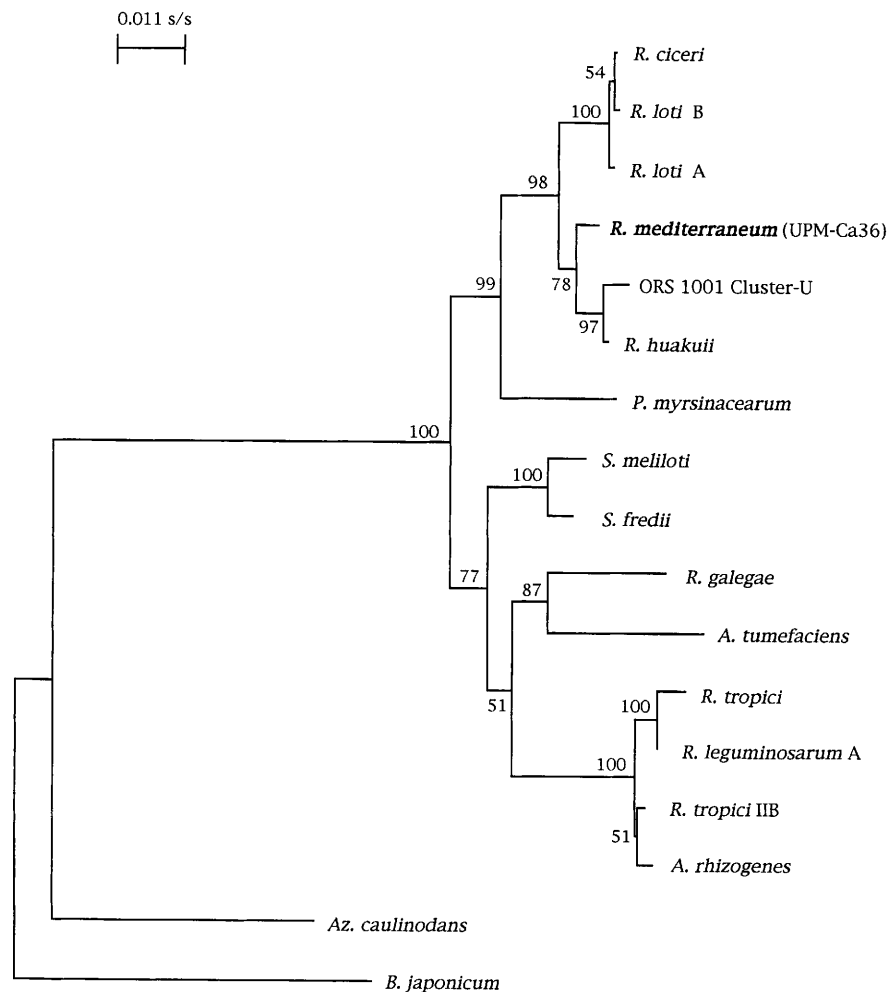 0.011 s/s
R. ciceri
54
R. loti B
100
R. loti A
98
R. mediterraneum (UPM-Ca36)
99
78
ORS 1001 Cluster-U
97
R. huakuii
P. myrsinacearum
100
S. meliloti
100
S. fredii
77
R. galegae
87
A. tumefaciens
51
R. tropici
100
R. leguminosarum A
100
R. tropici IIB
51
A. rhizogenes
Az. caulinodans
B. japonicum